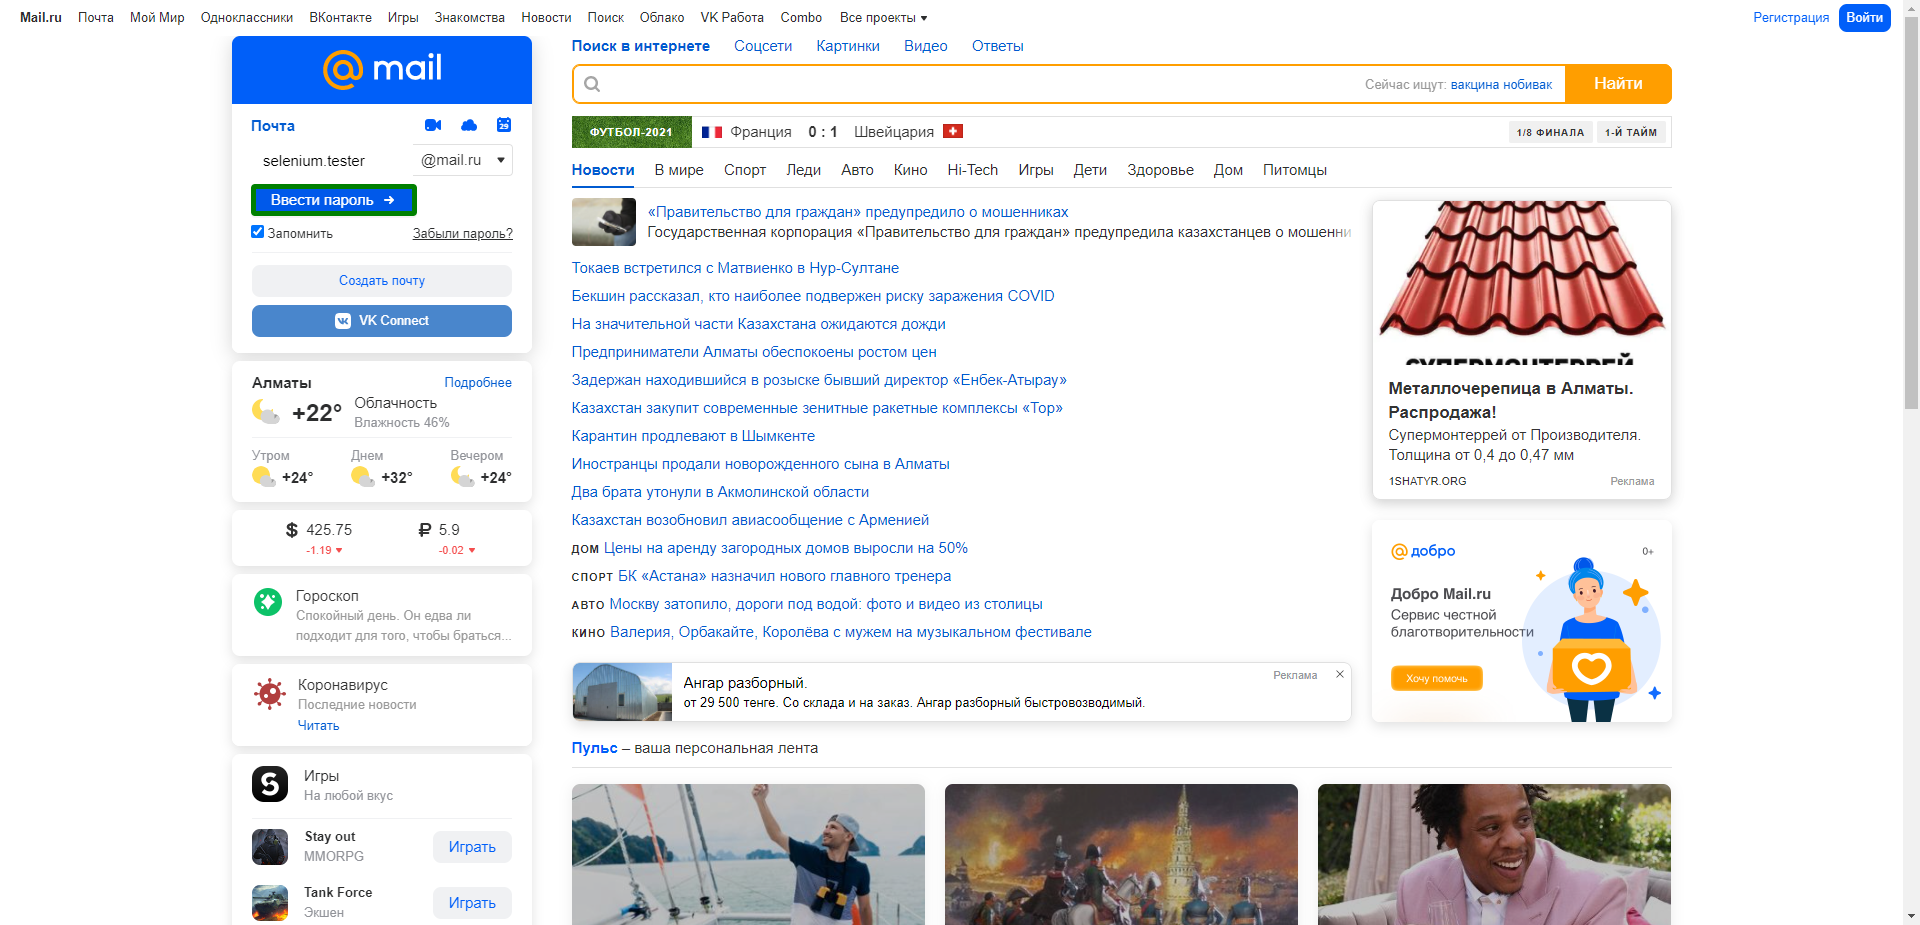 Mail.ru Почта Мой Мир Одноклассники ВКонтакте Игры Знакомства Новости Поиск Облако VK Работа Combo Все проекты Регистрация Войти
@mail
Почта
29
selenium.tester @mail.ru
Ввести пароль →
Запомнить Забыли пароль?
Создать почту
VK Connect
Алматы Подробнее
+22° Облачность
Влажность 46%
Утром Днем Вечером
+24° +32° +24°
$ 425.75 ₽ 5.9
-1.19 -0.02
Гороскоп
Спокойный день. Он едва ли
подходит для того, чтобы браться...
Коронавирус
Последние новости
Читать
Игры
На любой вкус
Stay out
MMORPG
Играть
Tank Force
Экшен
Играть
Поиск в интернете Соцсети Картинки Видео Ответы
Сейчас ищут: вакцина нобивак Найти
ФУТБОЛ-2021 Франция 0 : 1 Швейцария 1/8 ФИНАЛА 1-Й ТАЙМ
Новости В мире Спорт Леди Авто Кино Hi-Tech Игры Дети Здоровье Дом Питомцы
«Правительство для граждан» предупредило о мошенниках
Государственная корпорация «Правительство для граждан» предупредила казахстанцев о мошенни
Токаев встретился с Матвиенко в Нур-Султане
Бекшин рассказал, кто наиболее подвержен риску заражения COVID
На значительной части Казахстана ожидаются дожди
Предприниматели Алматы обеспокоены ростом цен
Задержан находившийся в розыске бывший директор «Енбек-Атырау»
Казахстан закупит современные зенитные ракетные комплексы «Тор»
Карантин продлевают в Шымкенте
Иностранцы продали новорожденного сына в Алматы
Два брата утонули в Акмолинской области
Казахстан возобновил авиасообщение с Арменией
ДОМ Цены на аренду загородных домов выросли на 50%
СПОРТ БК «Астана» назначил нового главного тренера
АВТО Москву затопило, дороги под водой: фото и видео из столицы
КИНО Валерия, Орбакайте, Королёва с мужем на музыкальном фестивале
Ангар разборный. Реклама
от 29 500 тенге. Со склада и на заказ. Ангар разборный быстровозводимый.
Пульс – ваша персональная лента
СУПЕРМОНТЕРРЕЙ
Металлочерепица в Алматы.
Распродажа!
Супермонтеррей от Производителя.
Толщина от 0,4 до 0,47 мм
1SHATYR.ORG Реклама
@добро 0+
Добро Mail.ru
Сервис честной
благотворительности
Хочу помочь